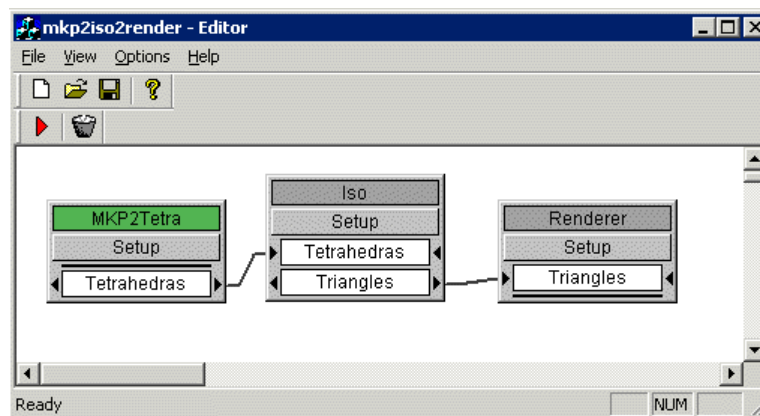 mkp2iso2render - Editor
File View Options Help
MKP2Tetra
Setup
Tetrahedras
Iso
Setup
Tetrahedras
Triangles
Renderer
Setup
Triangles
Ready
NUM